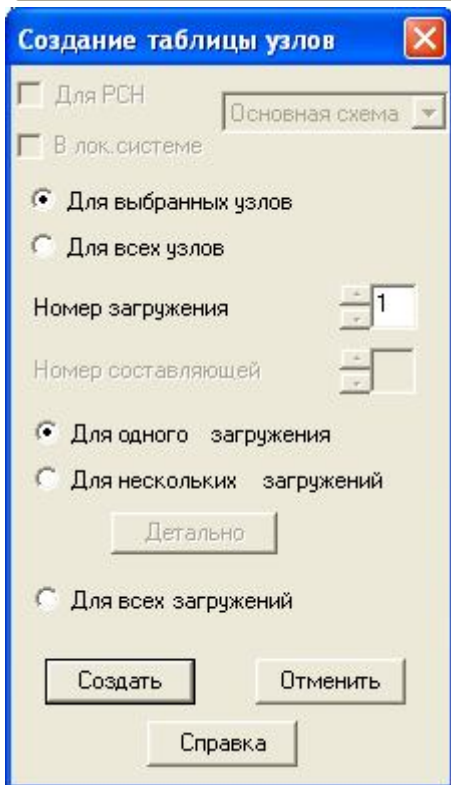 Создание таблицы узлов
Для РСН
Основная схема
В лок.системе
Для выбранных узлов
Для всех узлов
Номер загружения 1
Номер составляющей
Для одного загружения
Для нескольких загружений
Детально
Для всех загружений
Создать Отменить
Справка